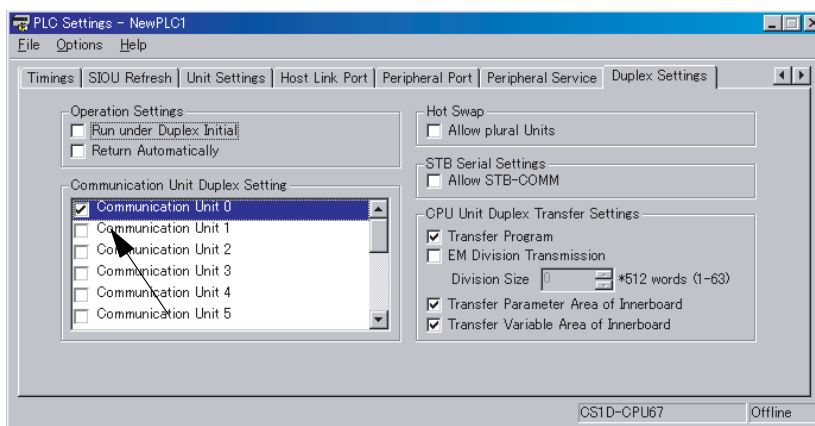 PLC Settings - NewPLC1
File Options Help
Timings SIOU Refresh Unit Settings Host Link Port Peripheral Port Peripheral Service Duplex Settings
Operation Settings
Run under Duplex Initial
Return Automatically
Communication Unit Duplex Setting
Communication Unit 0
Communication Unit 1
Communication Unit 2
Communication Unit 3
Communication Unit 4
Communication Unit 5
Hot Swap
Allow plural Units
STB Serial Settings
Allow STB-COMM
CPU Unit Duplex Transfer Settings
Transfer Program
EM Division Transmission
Division Size 0 *512 words (1-63)
Transfer Parameter Area of Innerboard
Transfer Variable Area of Innerboard
CS1D-CPU67 Offline